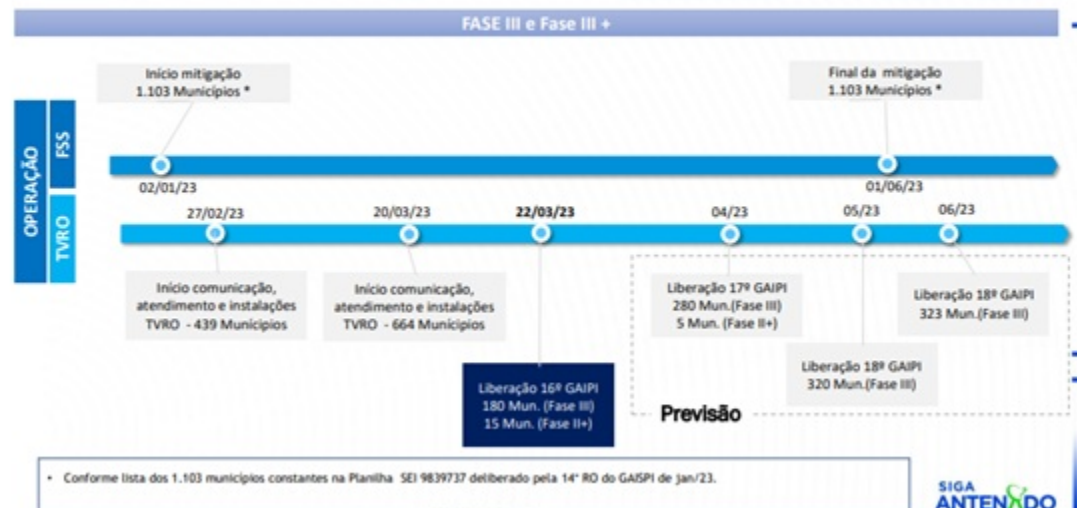 FASE III e Fase III +
Início mitigação
1.103 Municípios *
Final da mitigação
1.103 Municípios *
OPERAÇÃO
FSS
02/01/23
01/06/23
TVRO
27/02/23
20/03/23
22/03/23
04/23
05/23
06/23
Início comunicação,
atendimento e instalações
TVRO - 439 Municípios
Início comunicação,
atendimento e instalações
TVRO - 664 Municípios
Liberação 16º GAIPI
180 Mun. (Fase III)
15 Mun. (Fase II+)
Liberação 17º GAIPI
280 Mun.(Fase III)
5 Mun. (Fase II+)
Liberação 18º GAIPI
320 Mun.(Fase III)
Liberação 18º GAIPI
323 Mun.(Fase III)
Previsão
• Conforme lista dos 1.103 municípios constantes na Planilha SEI 9839737 deliberado pela 14° RO do GAISPI de jan/23.
SIGA
ANTENADO